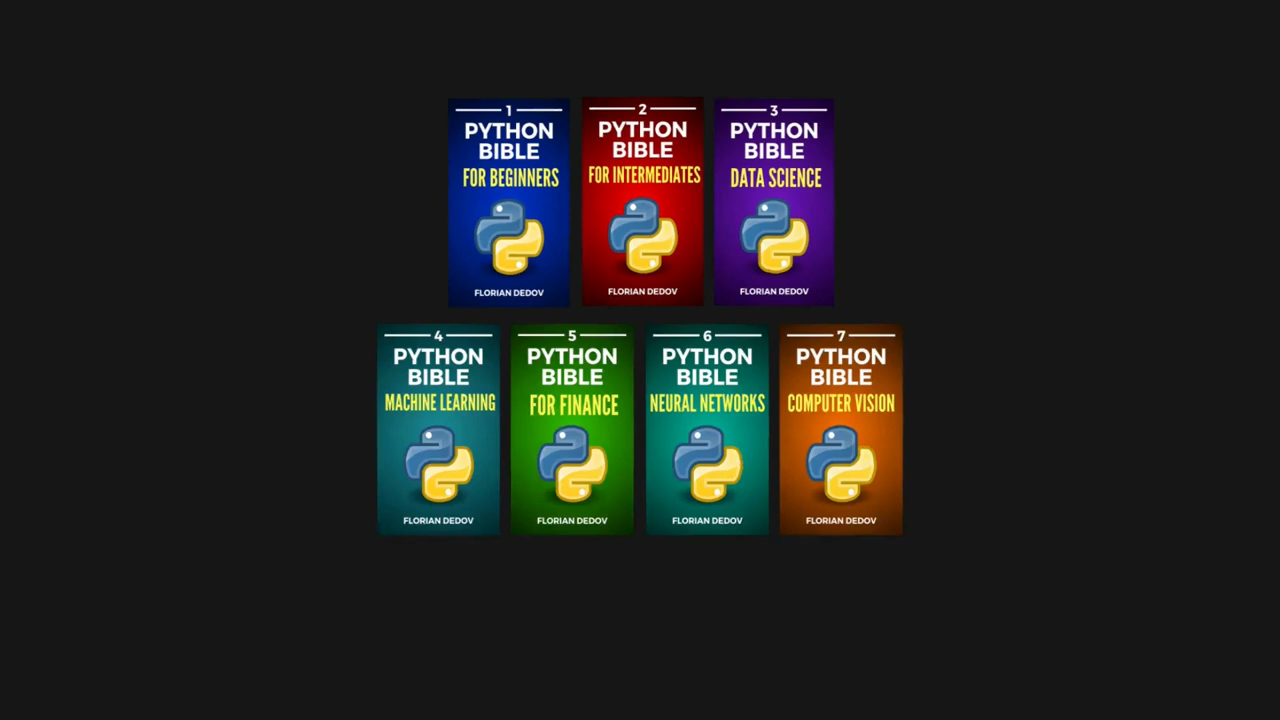 1
PYTHON
BIBLE
FOR BEGINNERS
FLORIAN DEDOV
2
PYTHON
BIBLE
FOR INTERMEDIATES
FLORIAN DEDOV
3
PYTHON
BIBLE
DATA SCIENCE
FLORIAN DEDOV
4
PYTHON
BIBLE
MACHINE LEARNING
FLORIAN DEDOV
5
PYTHON
BIBLE
FOR FINANCE
FLORIAN DEDOV
6
PYTHON
BIBLE
NEURAL NETWORKS
FLORIAN DEDOV
7
PYTHON
BIBLE
COMPUTER VISION
FLORIAN DEDOV